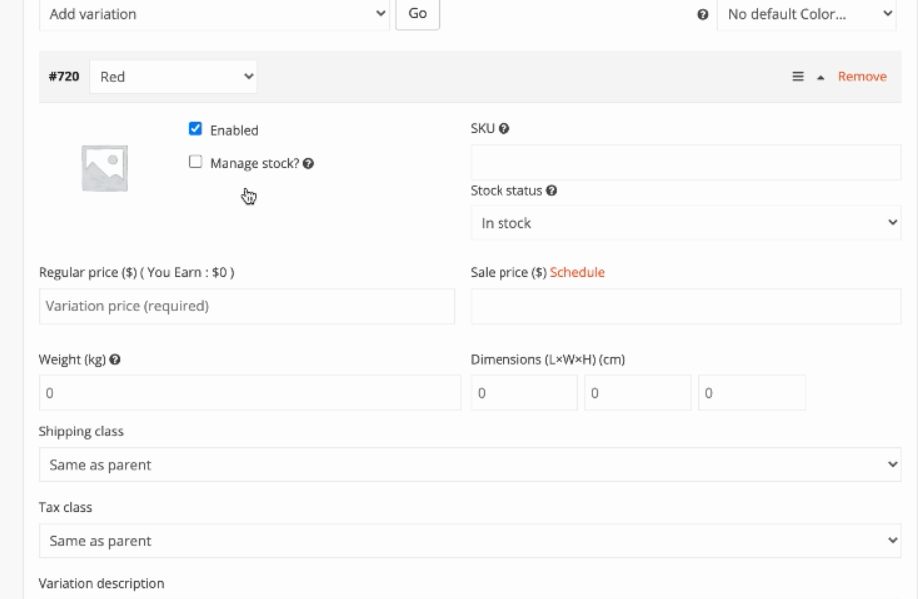 Add variation Go ? No default Color...
#720 Red Remove
Enabled SKU ?
Manage stock? ?
Stock status ?
In stock
Regular price ($) ( You Earn : $0 ) Sale price ($) Schedule
Variation price (required)
Weight (kg) ? Dimensions (L×W×H) (cm)
0 0 0 0
Shipping class
Same as parent
Tax class
Same as parent
Variation description